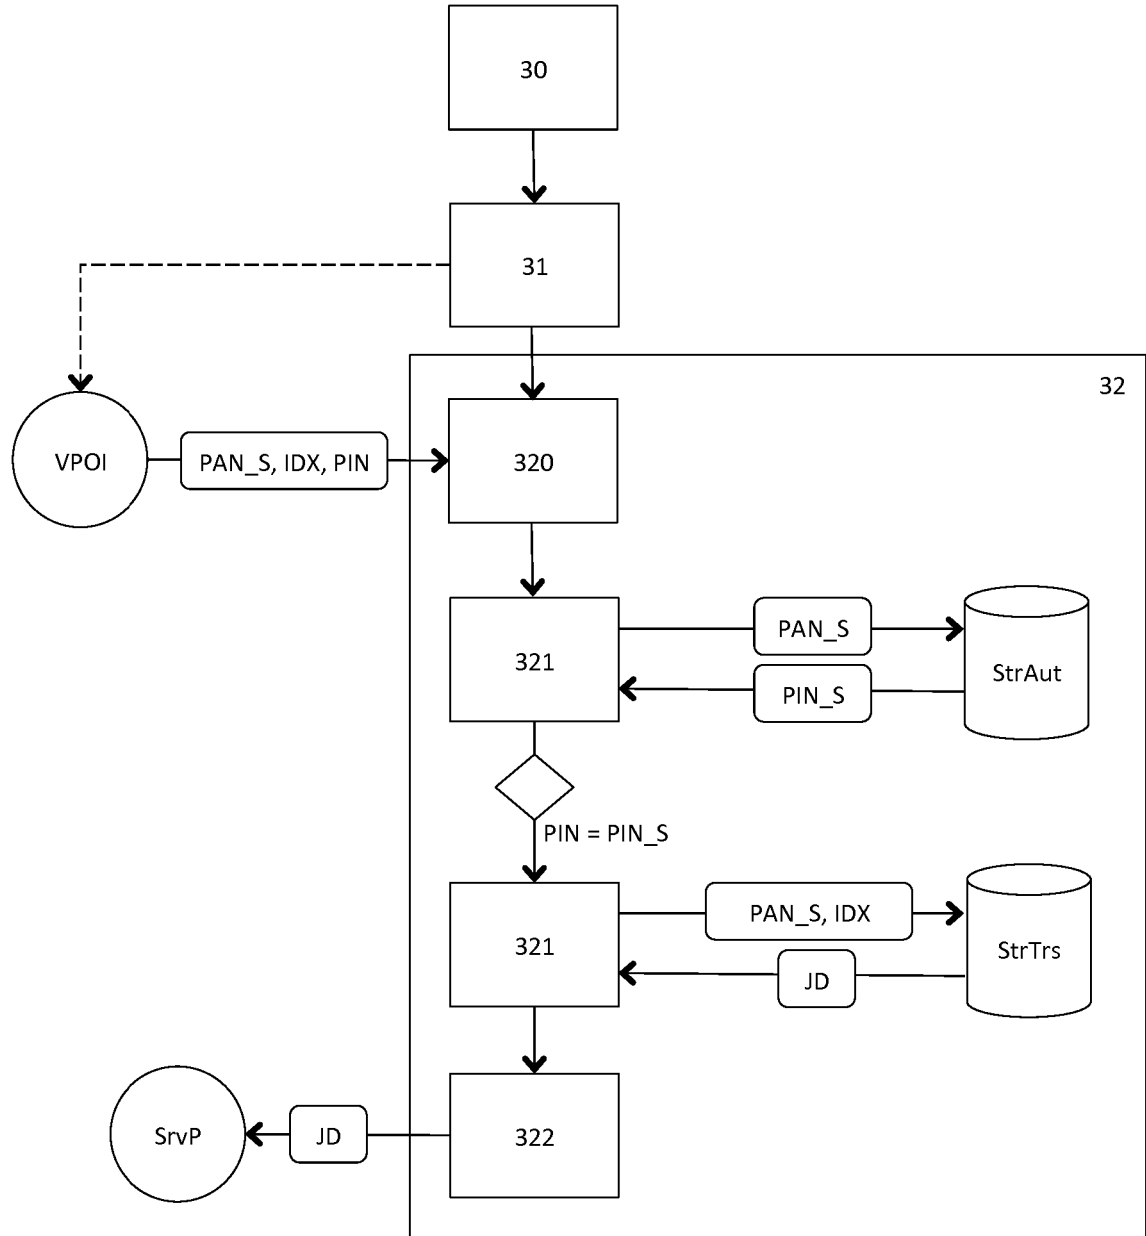 30
31
32
VPOI
PAN_S, IDX, PIN
320
321
PAN_S
PIN_S
StrAut
PIN = PIN_S
321
PAN_S, IDX
JD
StrTrs
SrvP
JD
322